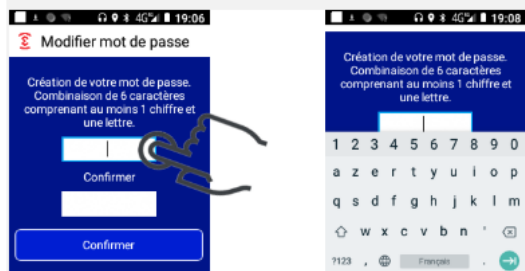 4G 19:06
Modifier mot de passe
Création de votre mot de passe.
Combinaison de 6 caractères
comprenant au moins 1 chiffre et
une lettre.
Confirmer
Confirmer
4G 19:08
Création de votre mot de passe.
Combinaison de 6 caractères
comprenant au moins 1 chiffre et
une lettre.
1 2 3 4 5 6 7 8 9 0
a z e r t y u i o p
q s d f g h j k l m
w x c v b n '
?123 , Français .